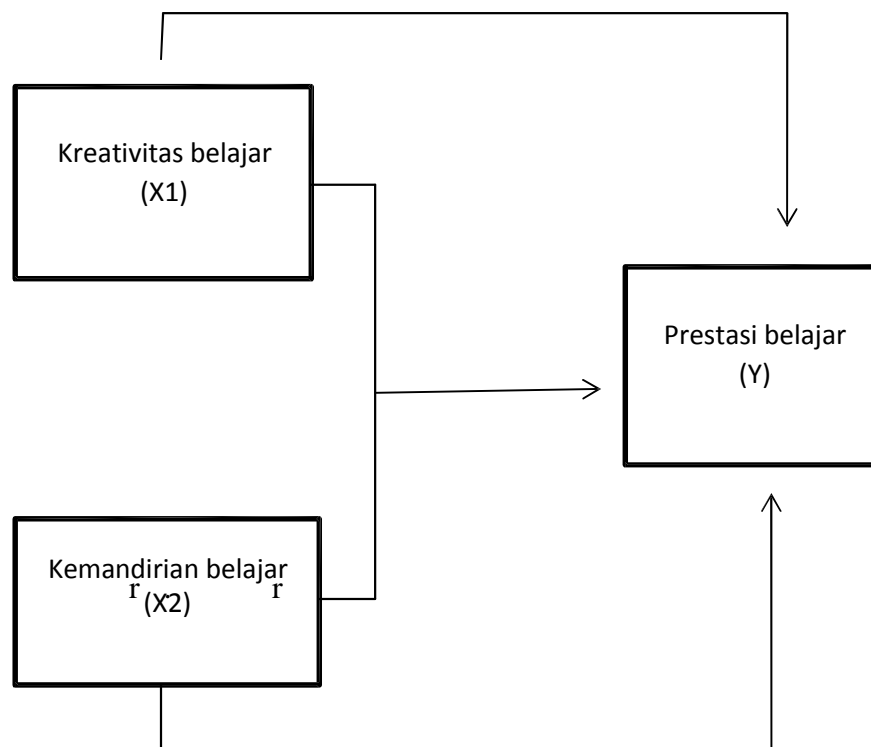 Kreativitas belajar
(X1)
Prestasi belajar
(Y)
Kemandirian belajar
r (X2) r